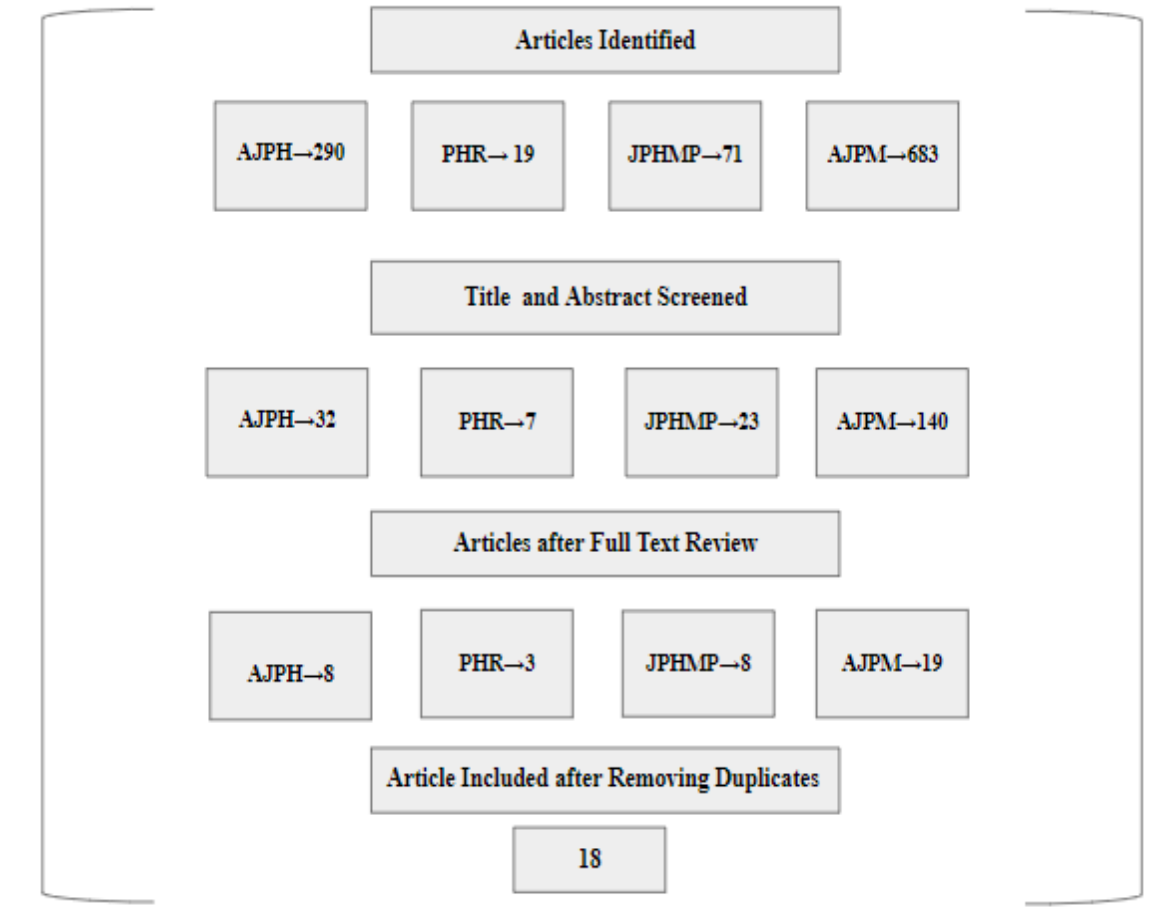 Articles Identified
AJPH→290
PHR→ 19
JPHMP→71
AJPM→683
Title and Abstract Screened
AJPH→32
PHR→7
JPHMP→23
AJPM→140
Articles after Full Text Review
AJPH→8
PHR→3
JPHMP→8
AJPM→19
Article Included after Removing Duplicates
18